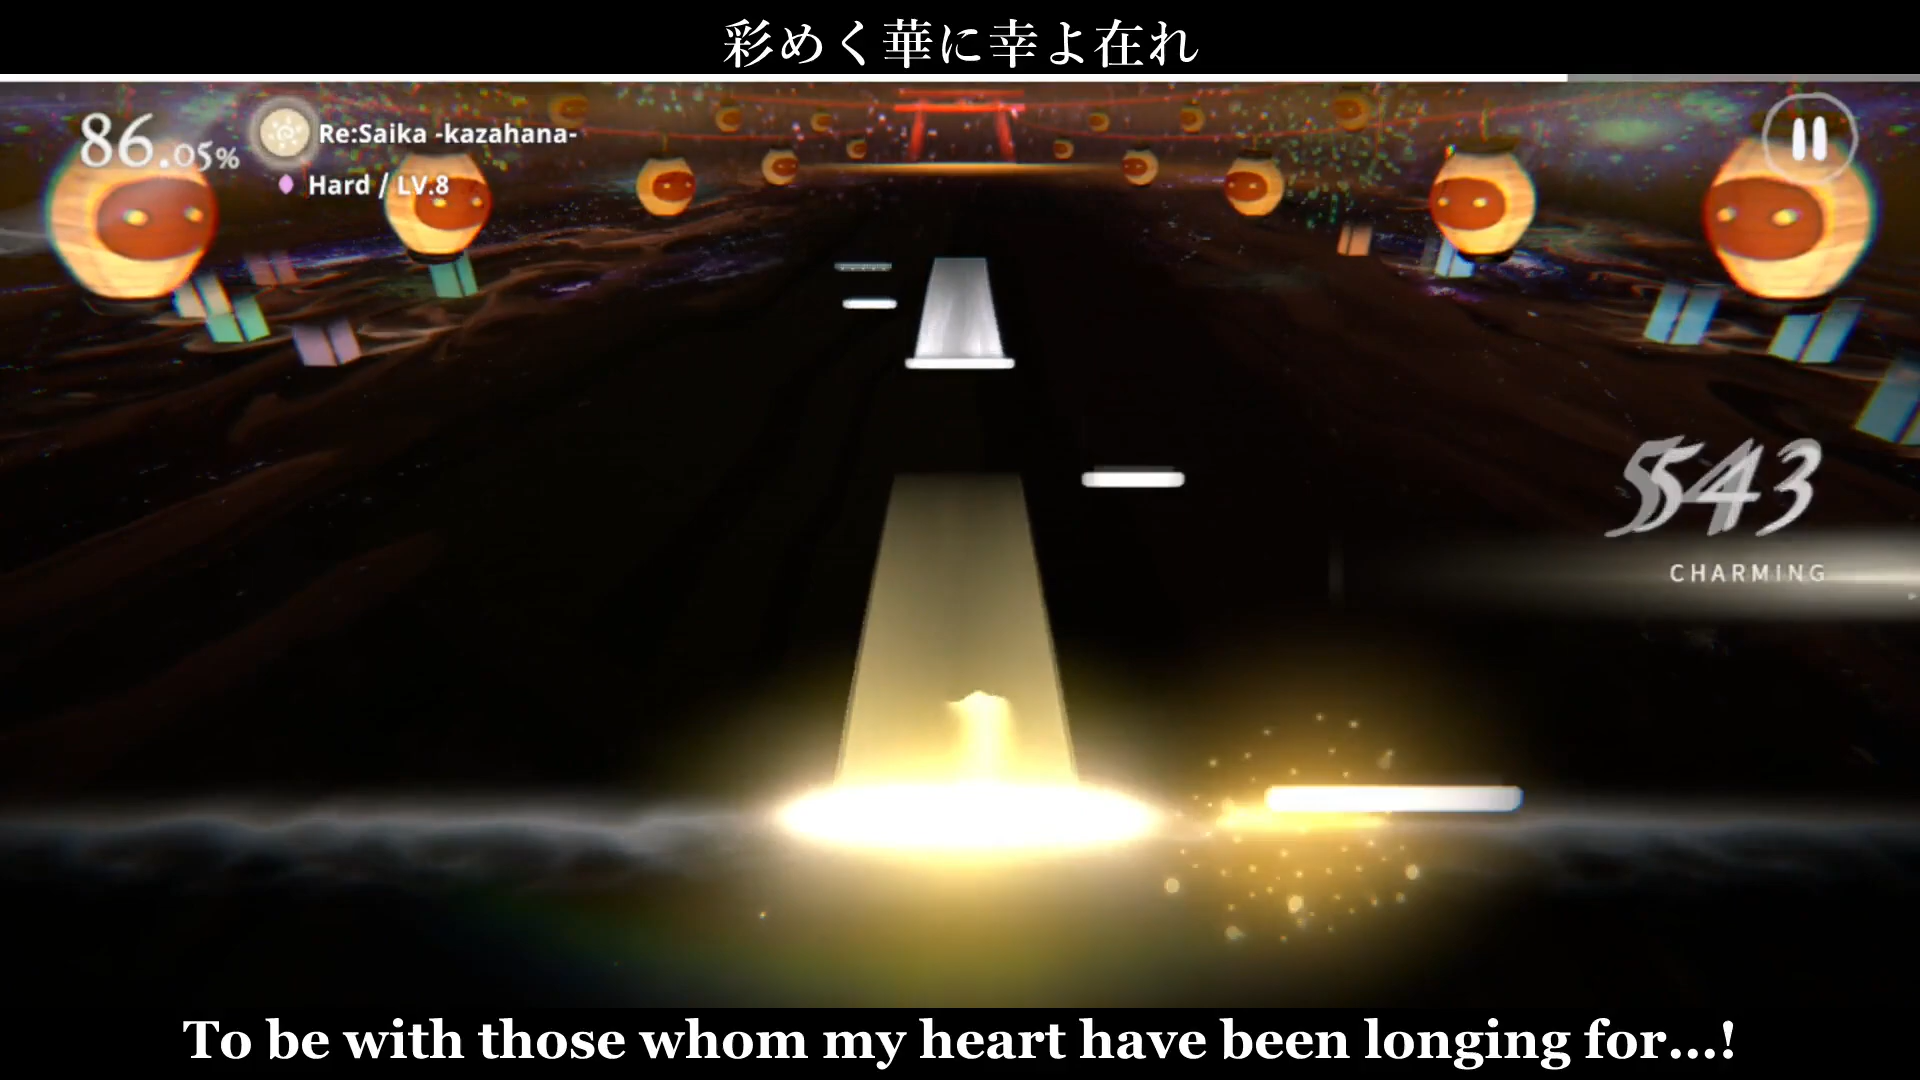 彩めく華に幸よ在れ
86.05%
Re:Saika -kazahana-
Hard / LV.8
543
CHARMING
To be with those whom my heart have been longing for...!